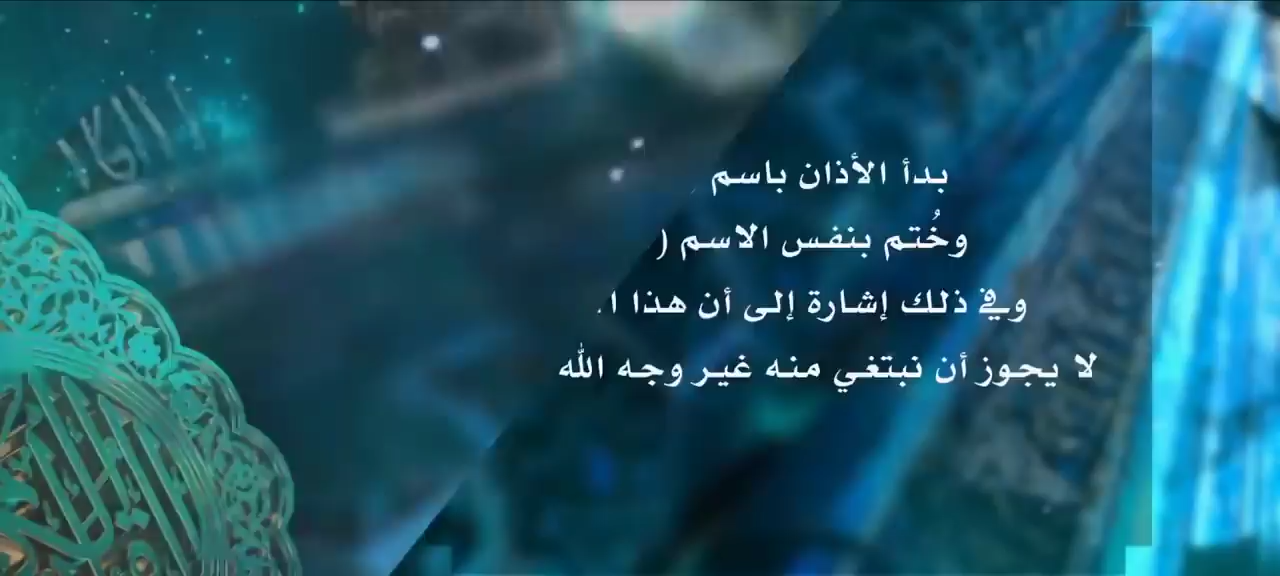 بدأ الأذان باسم
وخُتم بنفس الاسم (
وفي ذلك إشارة إلى أن هذا
لا يجوز أن نبتغي منه غير وجه الله